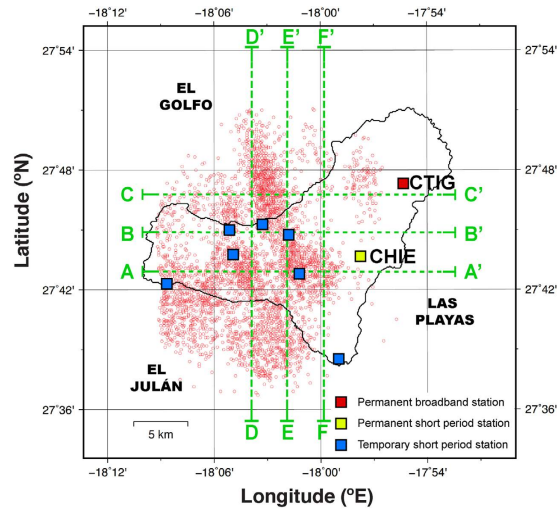 −18°12' −18°06' −18°00' −17°54'
27°54' D' E' F' 27°54'
EL
GOLFO
27°48' 27°48'
CTIG
C C'
B B'
CHIE
A A'
27°42' 27°42'
LAS
PLAYAS
EL
JULÁN
27°36' D E F 27°36'
Permanent broadband station
Permanent short period station
Temporary short period station
5 km
−18°12' −18°06' −18°00' −17°54'
Longitude (ºE)
Latitude (ºN)